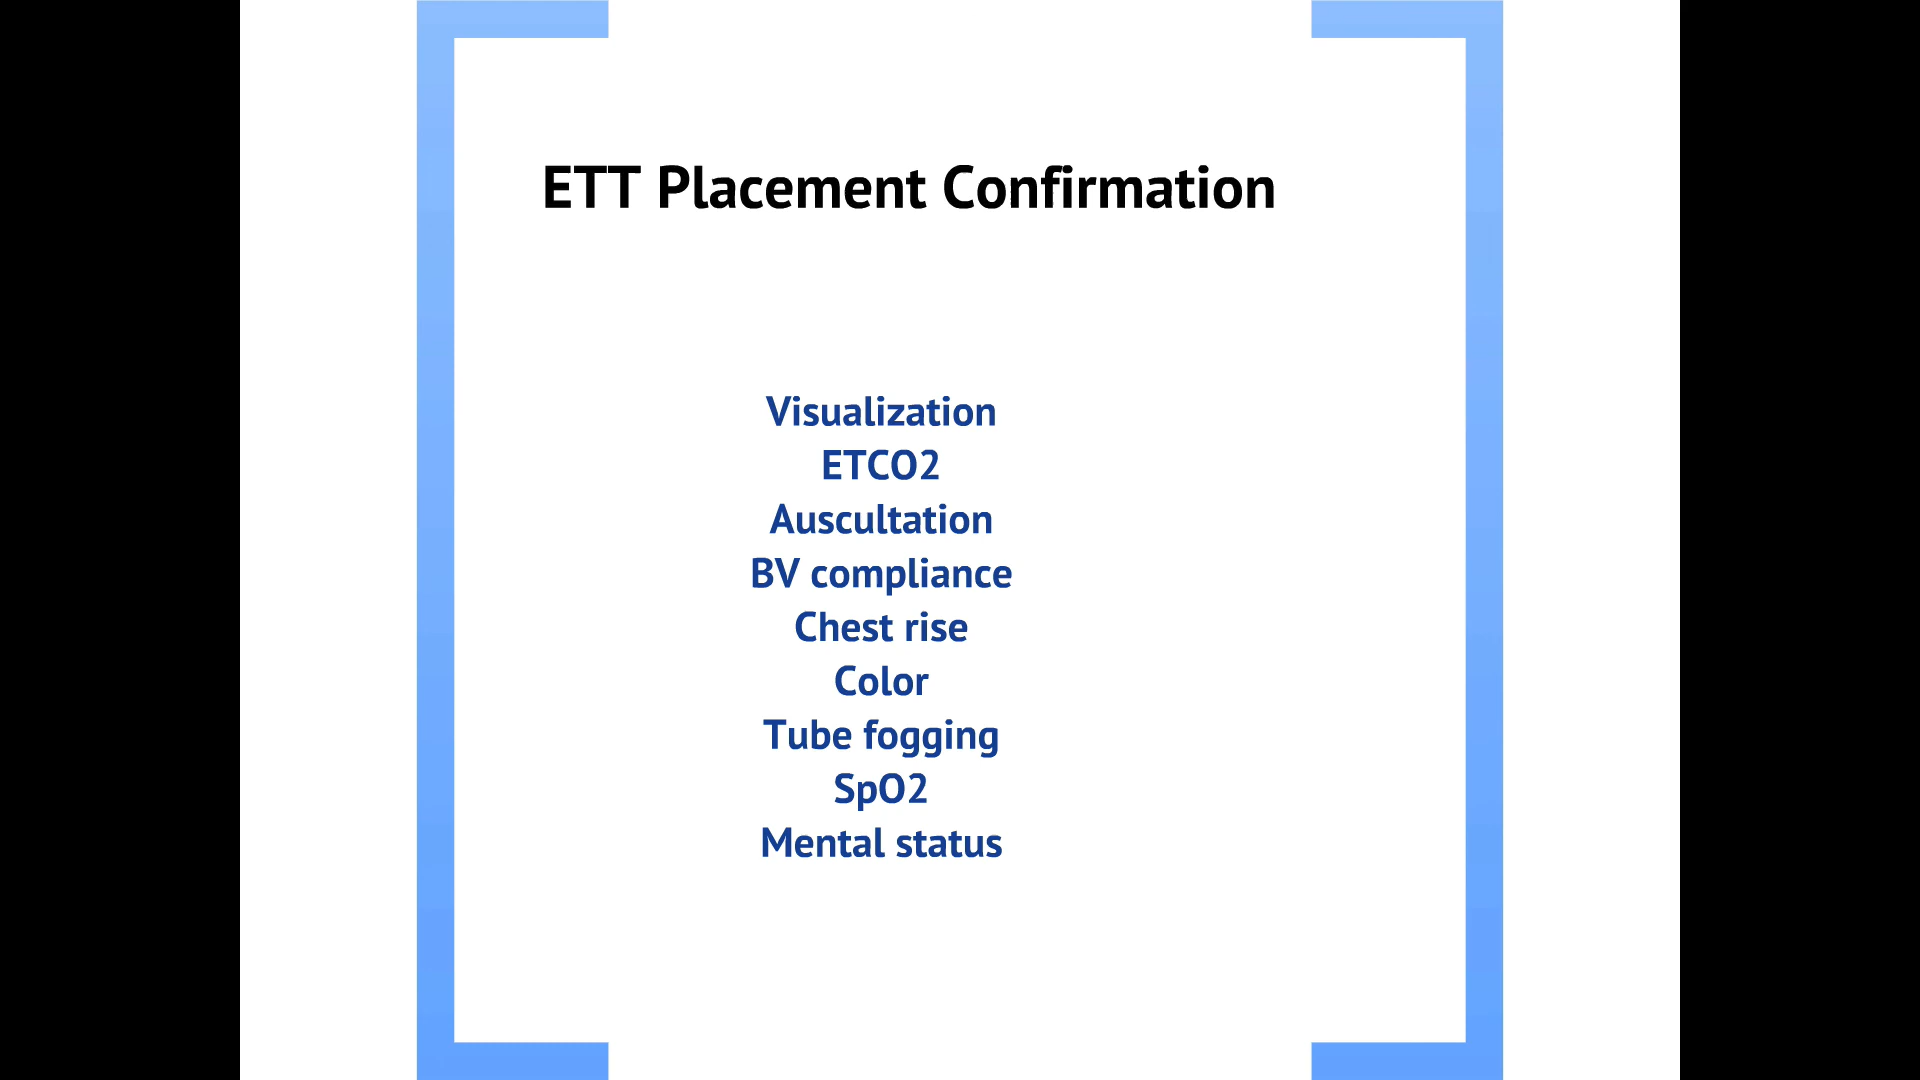 ETT Placement Confirmation
Visualization
ETCO2
Auscultation
BV compliance
Chest rise
Color
Tube fogging
SpO2
Mental status